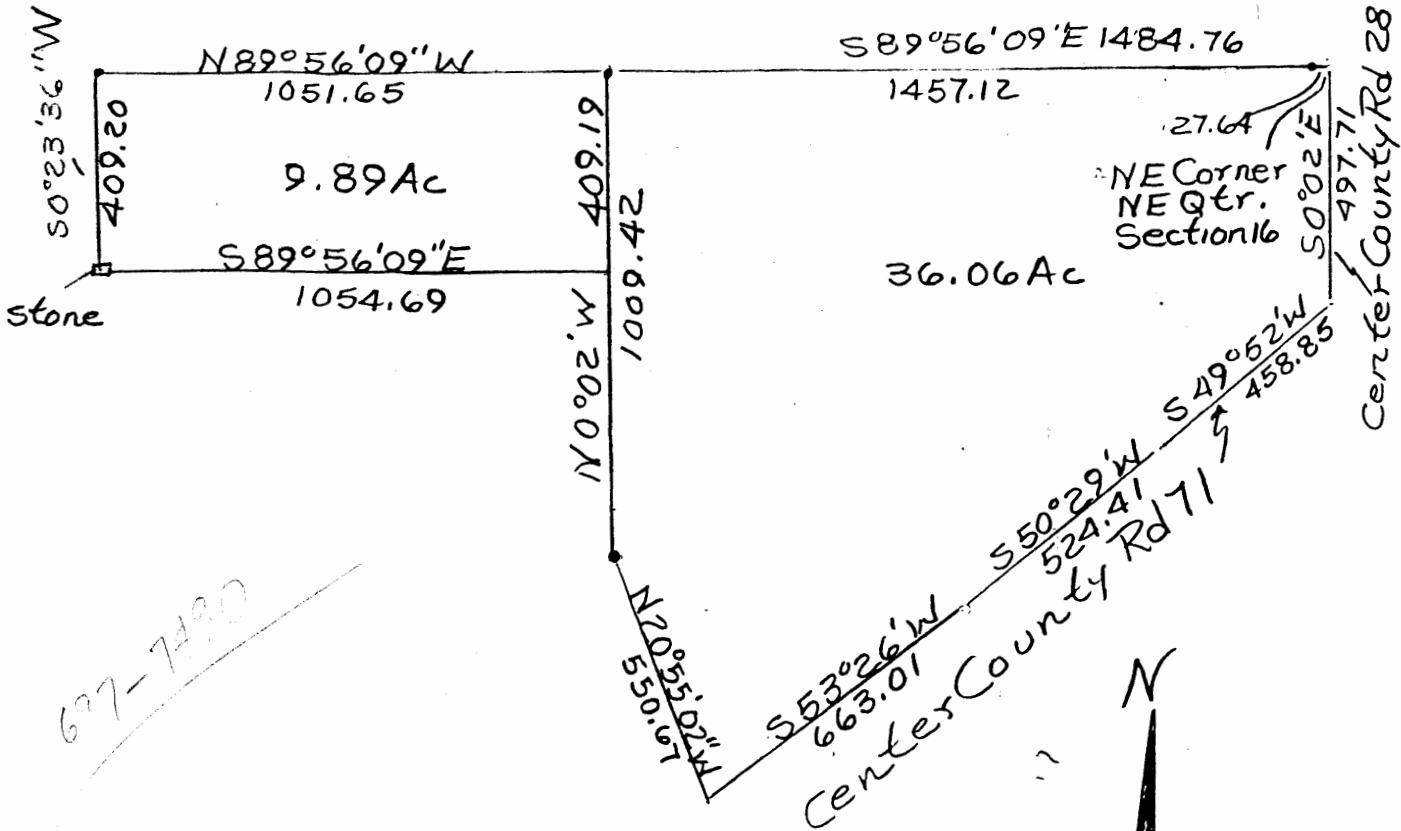 S0°23'36"W
N89°56'09"W
1051.65
409.20
9.89Ac
S89°56'09"E
1054.69
stone
409.19
1009.42
N0°02'W
S89°56'09'E 1484.76
1457.12
27.64
NE Corner
NE Qtr.
Section16
S0°02'E
497.71
Center County Rd 28
36.06Ac
S49°52'W
458.85
S50°29'W
524.41
S53°26'W
663.01
Center County Rd 71
N20°55'02"W
550.67
N